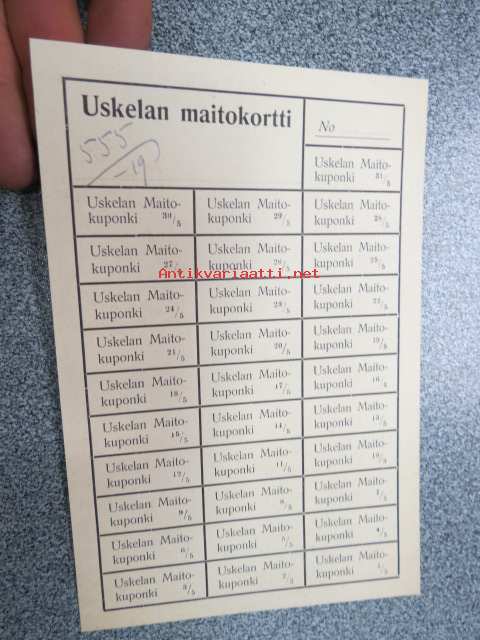 Uskelan maitokortti
No
555
-19
Uskelan Maito-
kuponki 31/5
Uskelan Maito-
kuponki 30/5
Uskelan Maito-
kuponki 29/5
Uskelan Maito-
kuponki 28/5
Uskelan Maito-
kuponki 27/5
Uskelan Maito-
kuponki 26/5
Uskelan Maito-
kuponki 25/5
Antikvariaatti.net
Uskelan Maito-
kuponki 24/5
Uskelan Maito-
kuponki 23/5
Uskelan Maito-
kuponki 22/5
Uskelan Maito-
kuponki 21/5
Uskelan Maito-
kuponki 20/5
Uskelan Maito-
kuponki 19/5
Uskelan Maito-
kuponki 18/5
Uskelan Maito-
kuponki 17/5
Uskelan Maito-
kuponki 16/5
Uskelan Maito-
kuponki 15/5
Uskelan Maito-
kuponki 14/5
Uskelan Maito-
kuponki 13/5
Uskelan Maito-
kuponki 12/5
Uskelan Maito-
kuponki 11/5
Uskelan Maito-
kuponki 10/5
Uskelan Maito-
kuponki 9/5
Uskelan Maito-
kuponki 8/5
Uskelan Maito-
kuponki 7/5
Uskelan Maito-
kuponki 6/5
Uskelan Maito-
kuponki 5/5
Uskelan Maito-
kuponki 4/5
Uskelan Maito-
kuponki 3/5
Uskelan Maito-
kuponki 2/5
Uskelan Maito-
kuponki 1/5